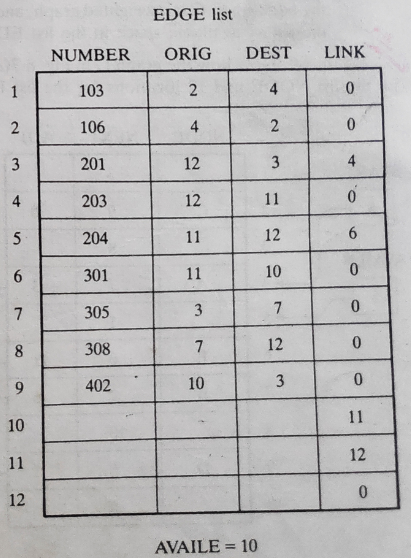 EDGE list
NUMBER ORIG DEST LINK
1 103 2 4 0
2 106 4 2 0
3 201 12 3 4
4 203 12 11 0
5 204 11 12 6
6 301 11 10 0
7 305 3 7 0
8 308 7 12 0
9 402 10 3 0
10 11
11 12
12 0
AVAILE = 10